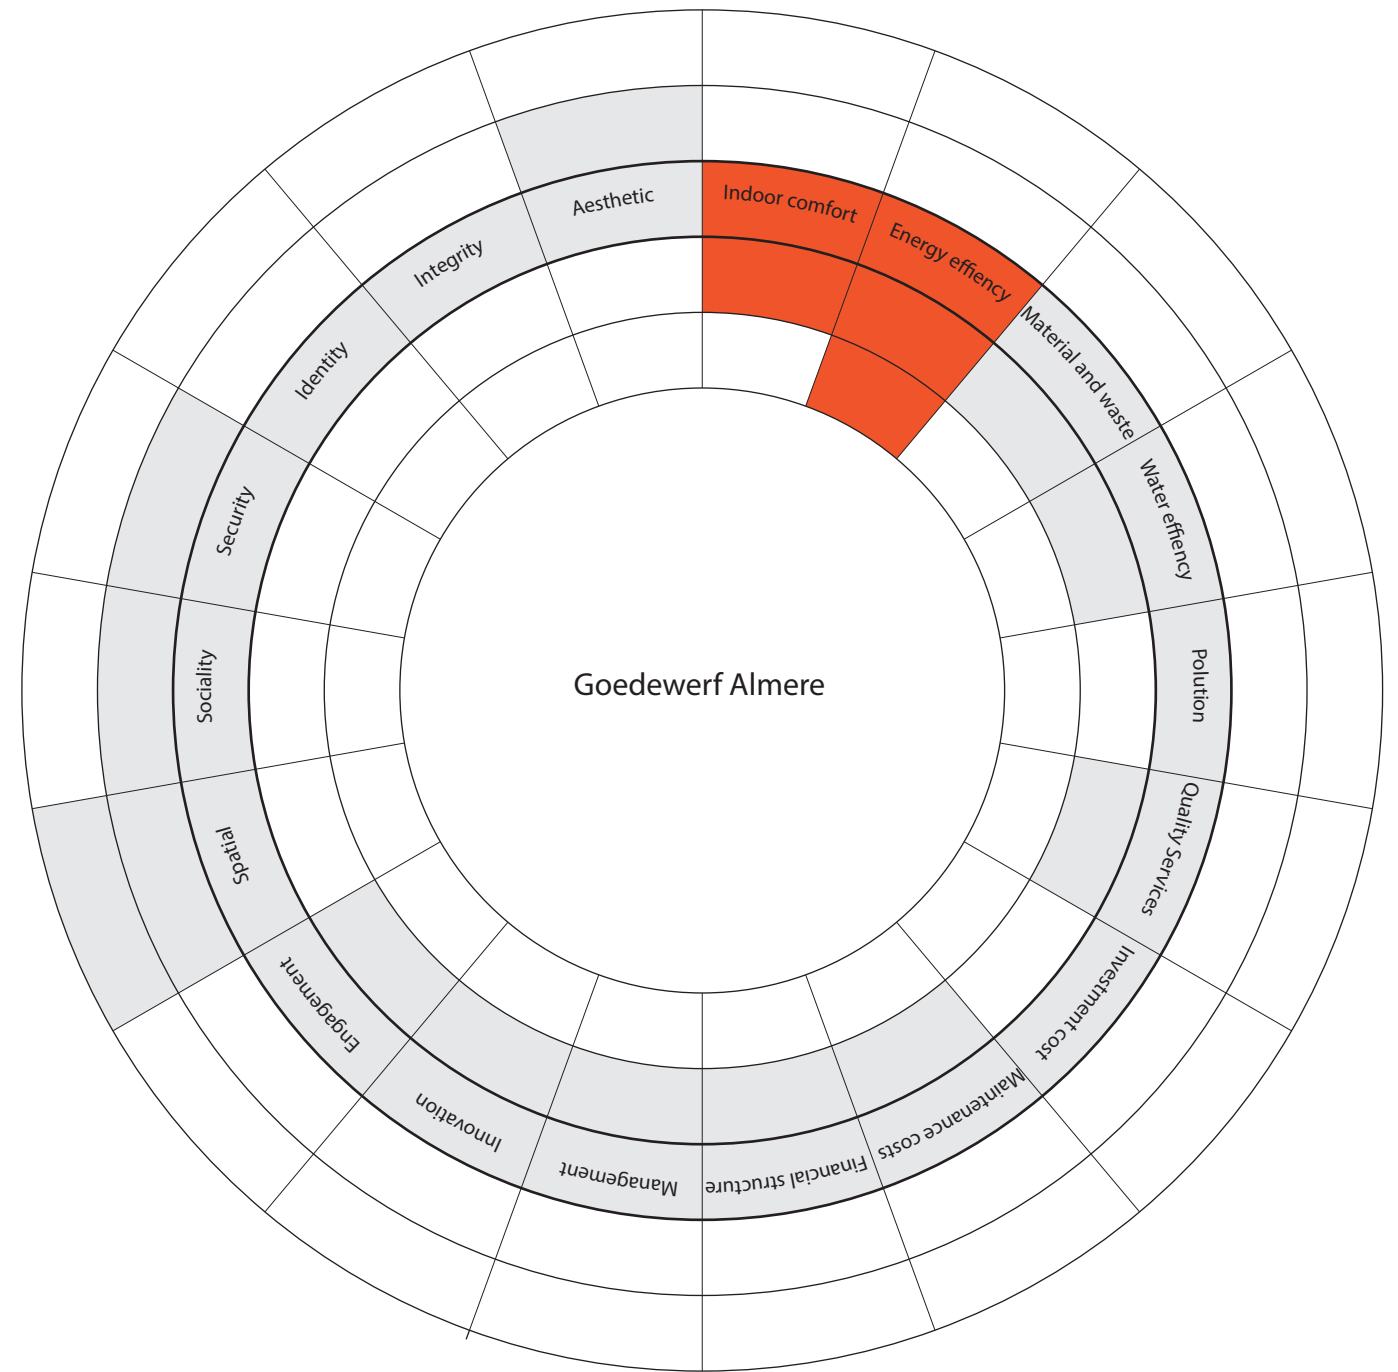 Indoor comfort
Energy effiency
Material and waste
Water effiency
Polution
Quality Services
Investment cost
Maintenance costs
Financial structure
Management
Innovation
Engagement
Spatial
Sociality
Security
Identity
Integrity
Aesthetic
Goedewerf Almere